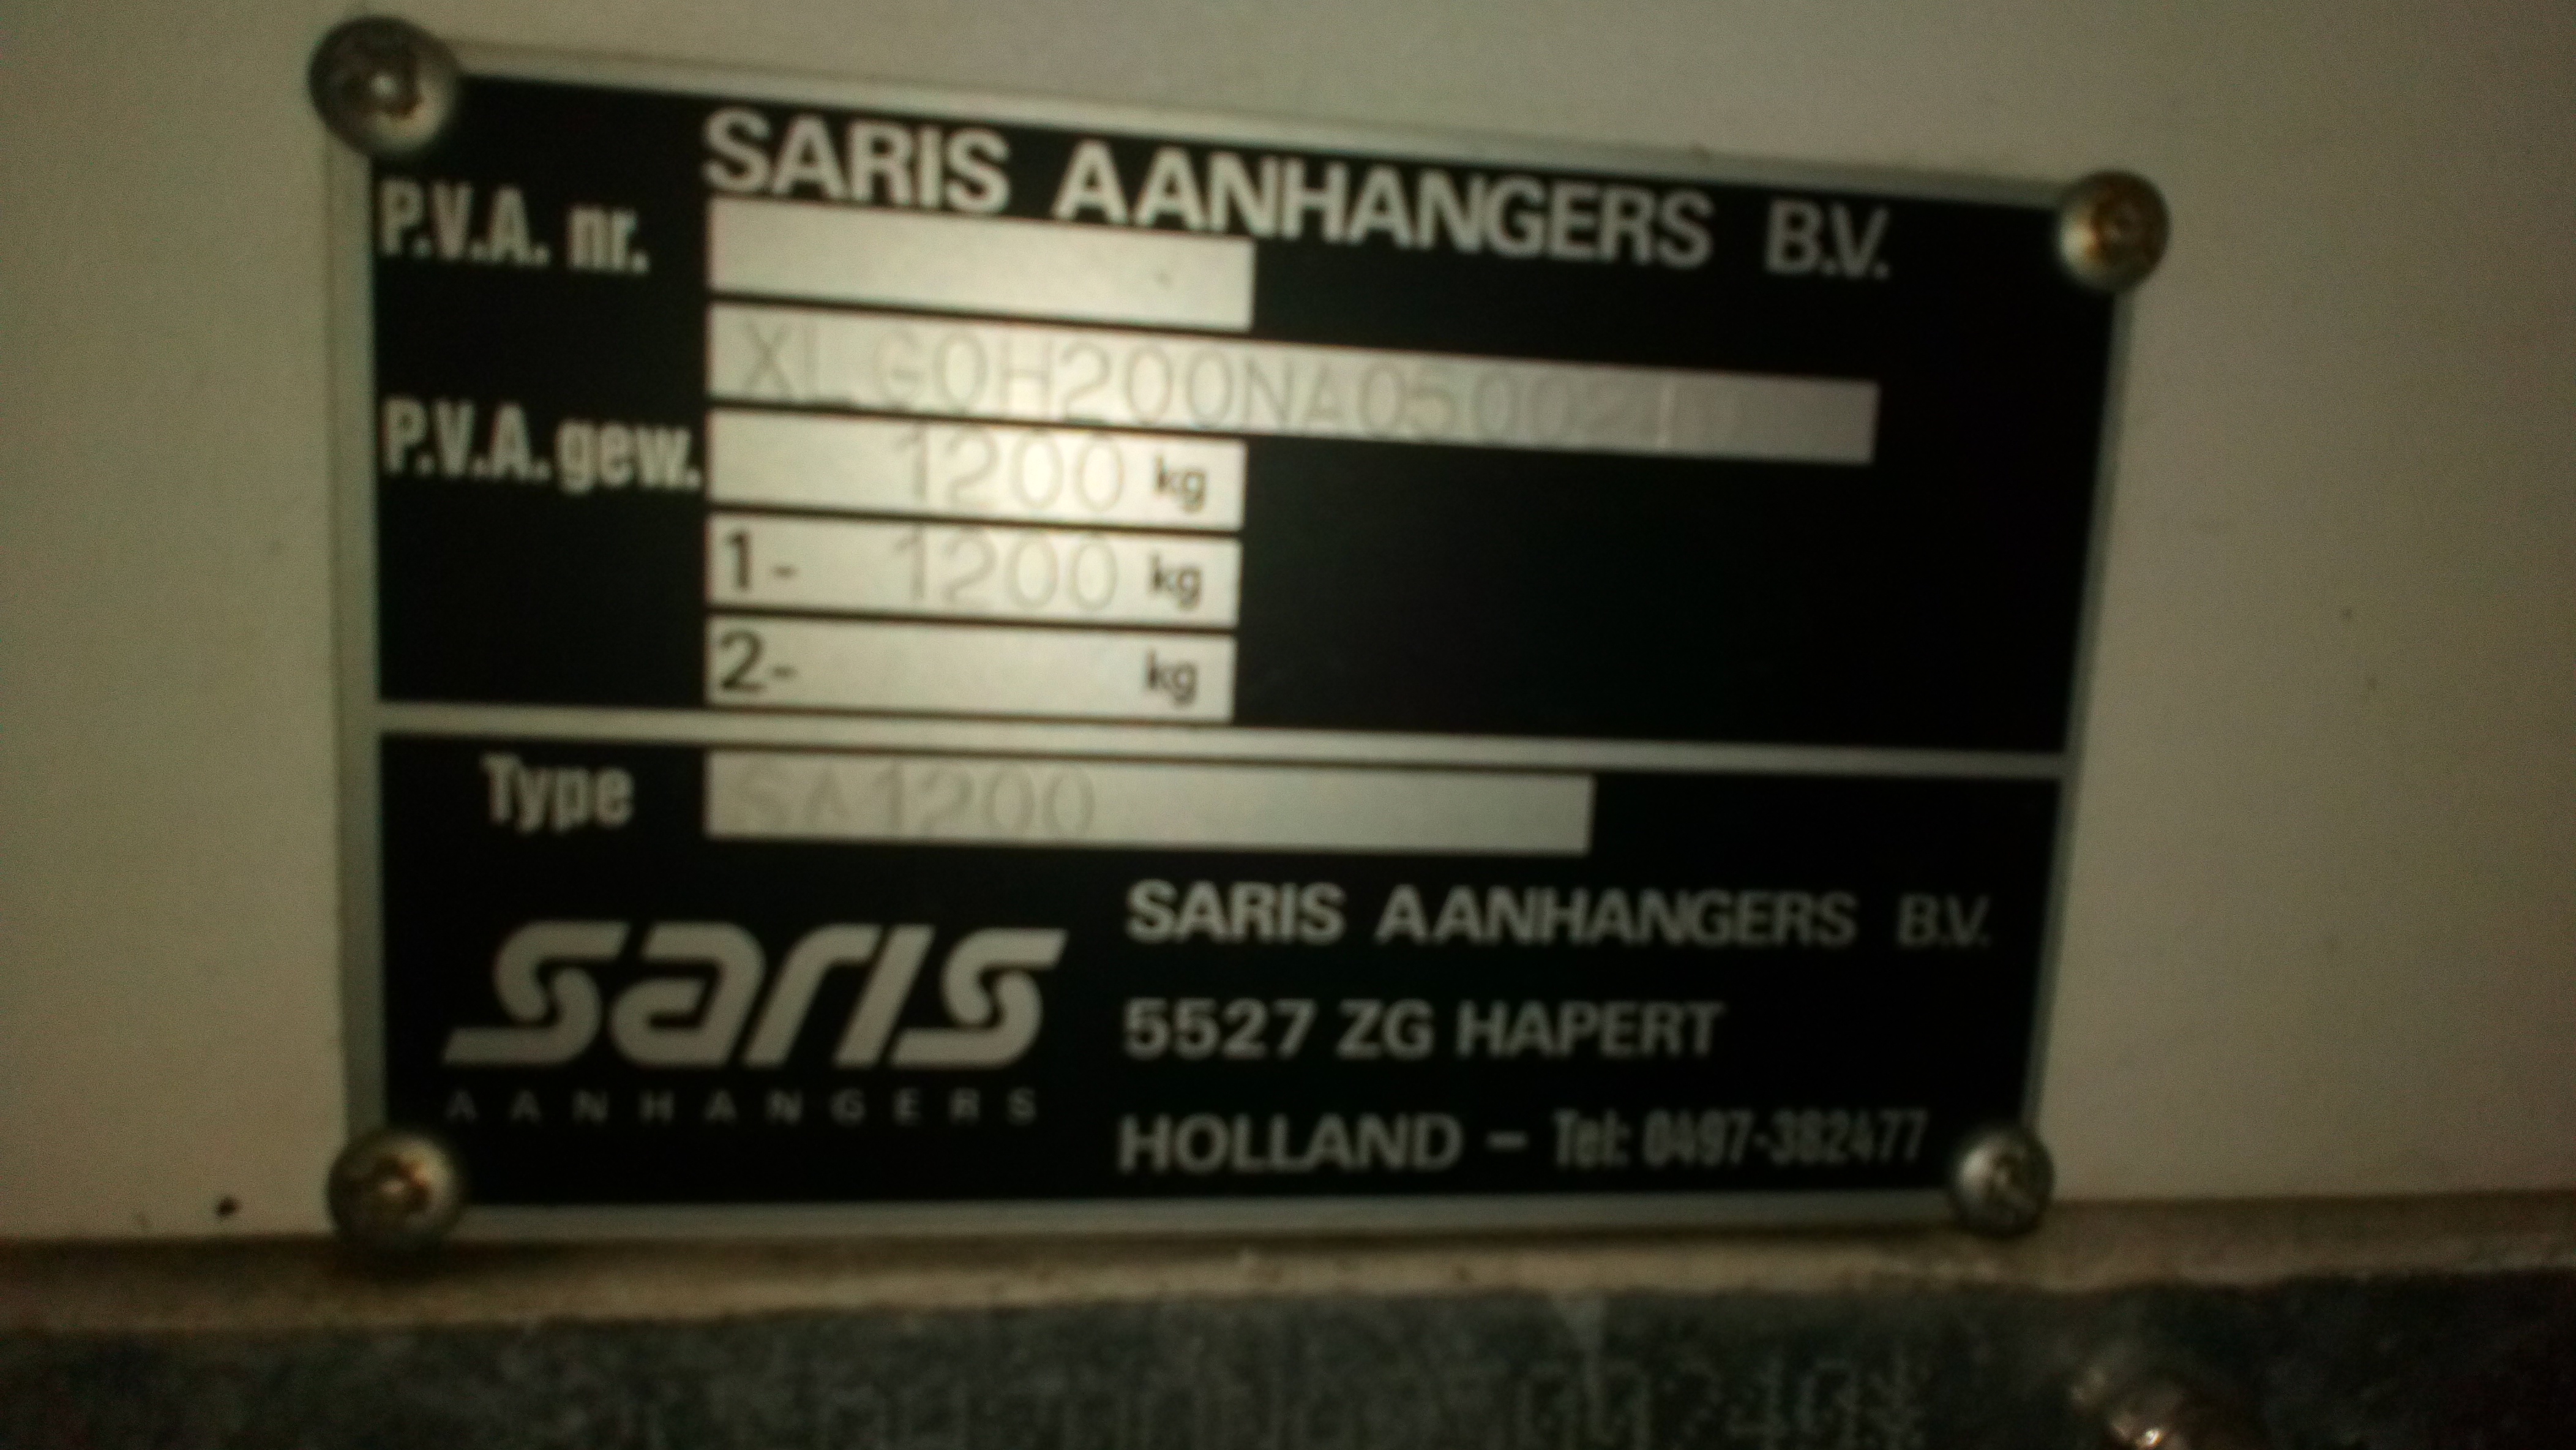 SARIS AANHANGERS B.V.
P.V.A. nr.
P.V.A. gew. 1200 kg
1- 1200 kg
2- kg
Type SA1200
saris
AANHANGERS
SARIS AANHANGERS B.V.
5527 ZG HAPERT
HOLLAND – Tel: 0497-382477